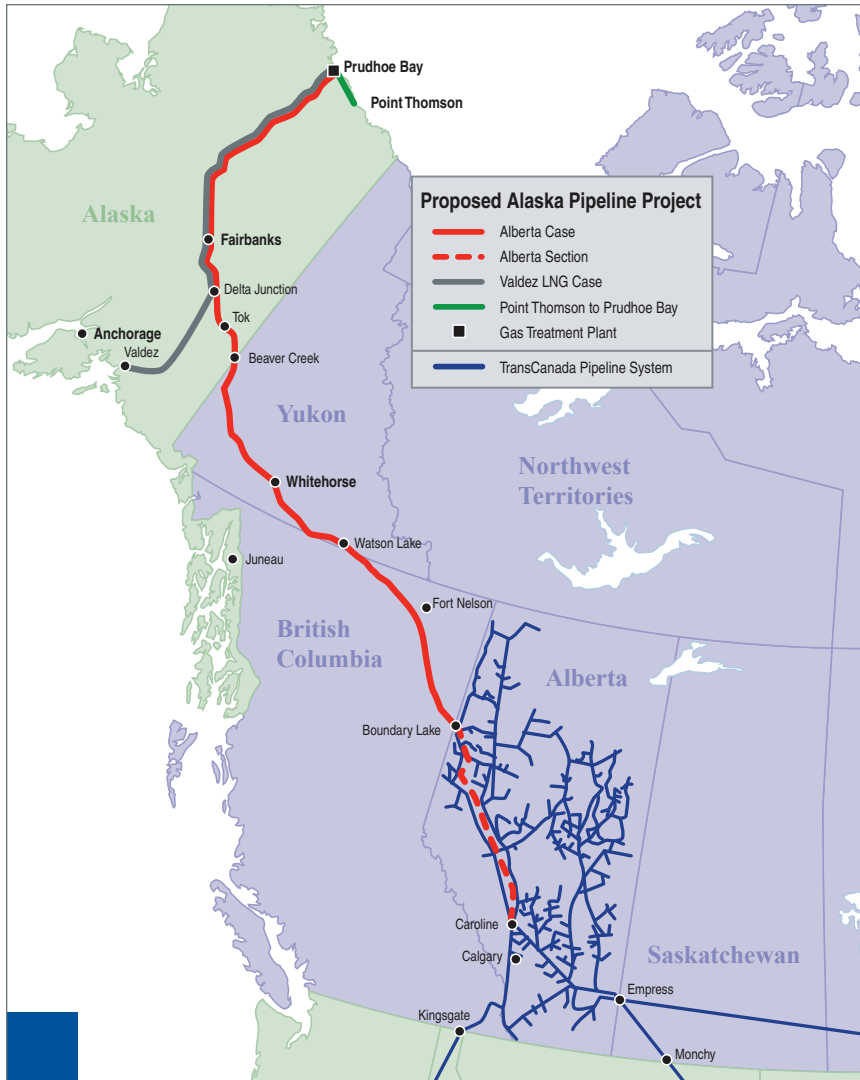 Prudhoe Bay
Point Thomson
Proposed Alaska Pipeline Project
Alberta Case
Alberta Section
Valdez LNG Case
Point Thomson to Prudhoe Bay
Gas Treatment Plant
TransCanada Pipeline System
Alaska
Fairbanks
Delta Junction
Tok
Anchorage
Valdez
Beaver Creek
Yukon
Northwest
Territories
Whitehorse
Watson Lake
Juneau
Fort Nelson
British
Columbia
Alberta
Boundary Lake
Caroline
Calgary
Saskatchewan
Empress
Kingsgate
Monchy